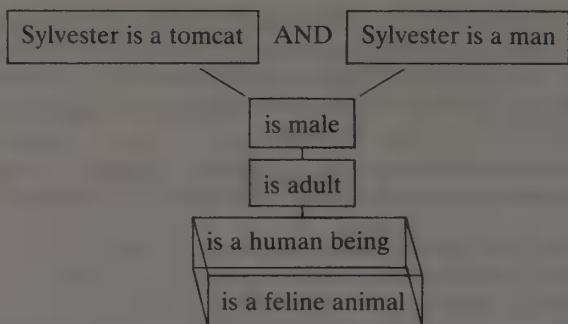 Sylvester is a tomcat AND Sylvester is a man
is male
is adult
is a human being
is a feline animal